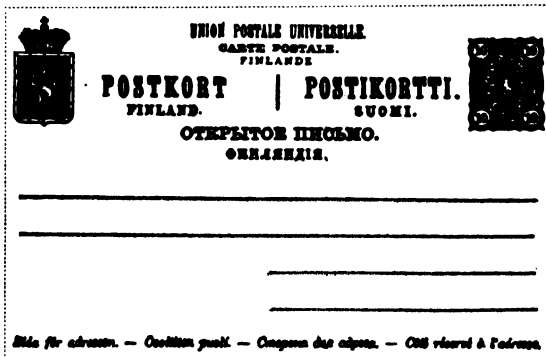 UNION POSTALE UNIVERSELLE.
CARTE POSTALE.
FINLANDE
POSTKORT | POSTIKORTTI.
FINLAND. SUOMI.
ОТКРЫТОЕ ПИСЬМО.
ФИНЛЯНДІЯ.
Sida för adressen. — Osoitteen puoli. — Сторона для адреса. — Côté réservé à l'adresse.